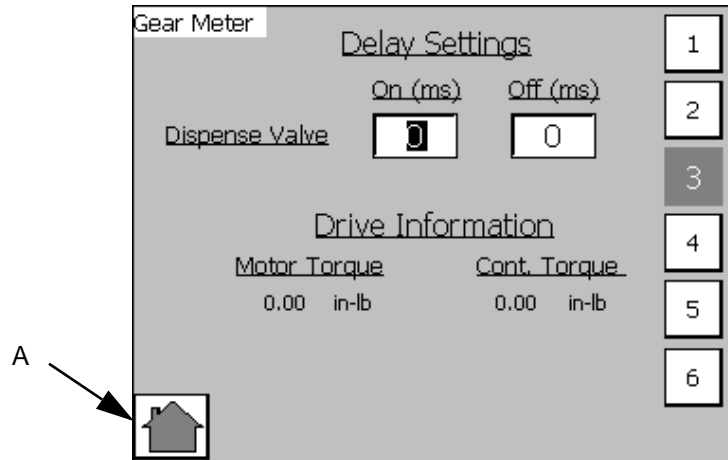 Gear Meter
Delay Settings
On (ms) Off (ms)
Dispense Valve 0 0
Drive Information
Motor Torque Cont. Torque
0.00 in-lb 0.00 in-lb
1
2
3
4
5
6
A